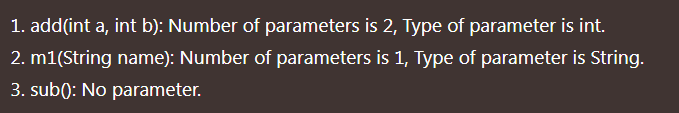 1. add(int a, int b): Number of parameters is 2, Type of parameter is int.
2. m1(String name): Number of parameters is 1, Type of parameter is String.
3. sub(): No parameter.